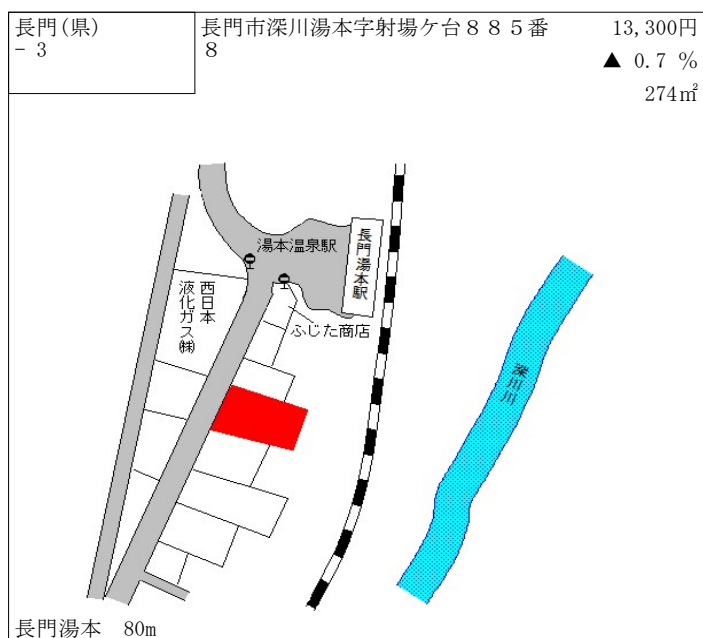 長門(県)
－３
長門市深川湯本字射場ケ台８８５番
８
13,300円
▲ 0.7 %
274㎡
湯本温泉駅
長門湯本駅
西日本
液化ガス㈱
ふじた商店
深川川
長門湯本　80m